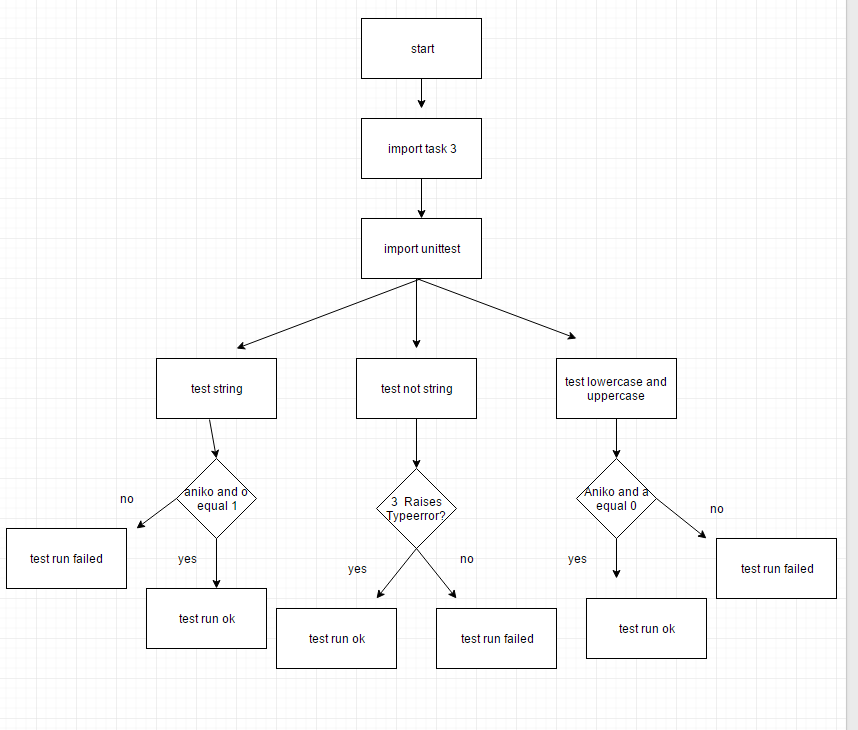 start
import task 3
import unittest
test string
test not string
test lowercase and
uppercase
aniko and o
equal 1
3 Raises
Typeerror?
Aniko and a
equal 0
no
yes
yes
no
yes
no
test run failed
test run ok
test run ok
test run failed
test run ok
test run failed